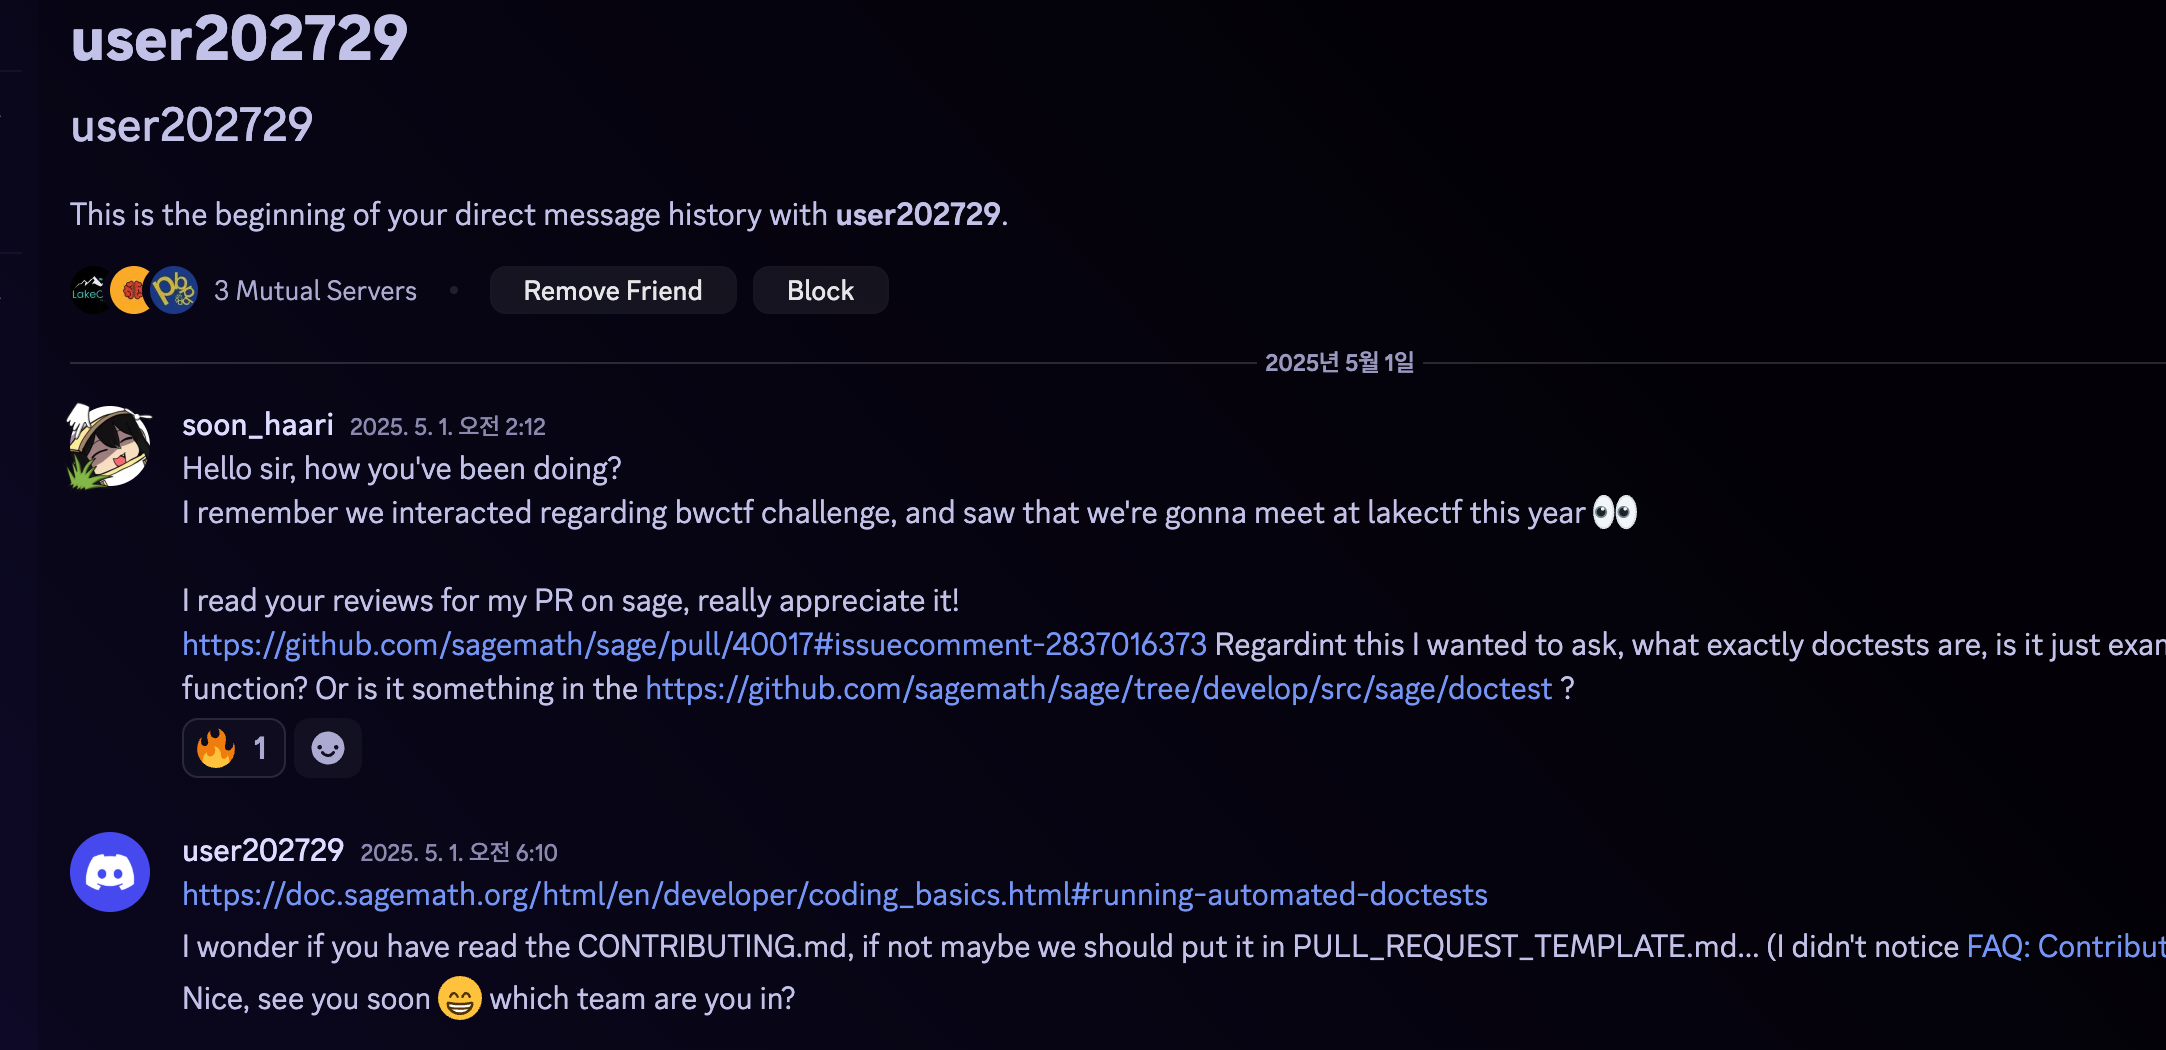 user202729
user202729
This is the beginning of your direct message history with user202729.
LakeC
pb
3 Mutual Servers
Remove Friend
Block
2025년 5월 1일
soon_haari 2025. 5. 1. 오전 2:12
Hello sir, how you've been doing?
I remember we interacted regarding bwctf challenge, and saw that we're gonna meet at lakectf this year 👀
I read your reviews for my PR on sage, really appreciate it!
https://github.com/sagemath/sage/pull/40017#issuecomment-2837016373 Regardint this I wanted to ask, what exactly doctests are, is it just
function? Or is it something in the https://github.com/sagemath/sage/tree/develop/src/sage/doctest ?
🔥 1
user202729 2025. 5. 1. 오전 6:10
https://doc.sagemath.org/html/en/developer/coding_basics.html#running-automated-doctests
I wonder if you have read the CONTRIBUTING.md, if not maybe we should put it in PULL_REQUEST_TEMPLATE.md... (I didn't notice FAQ:
Nice, see you soon 😁 which team are you in?